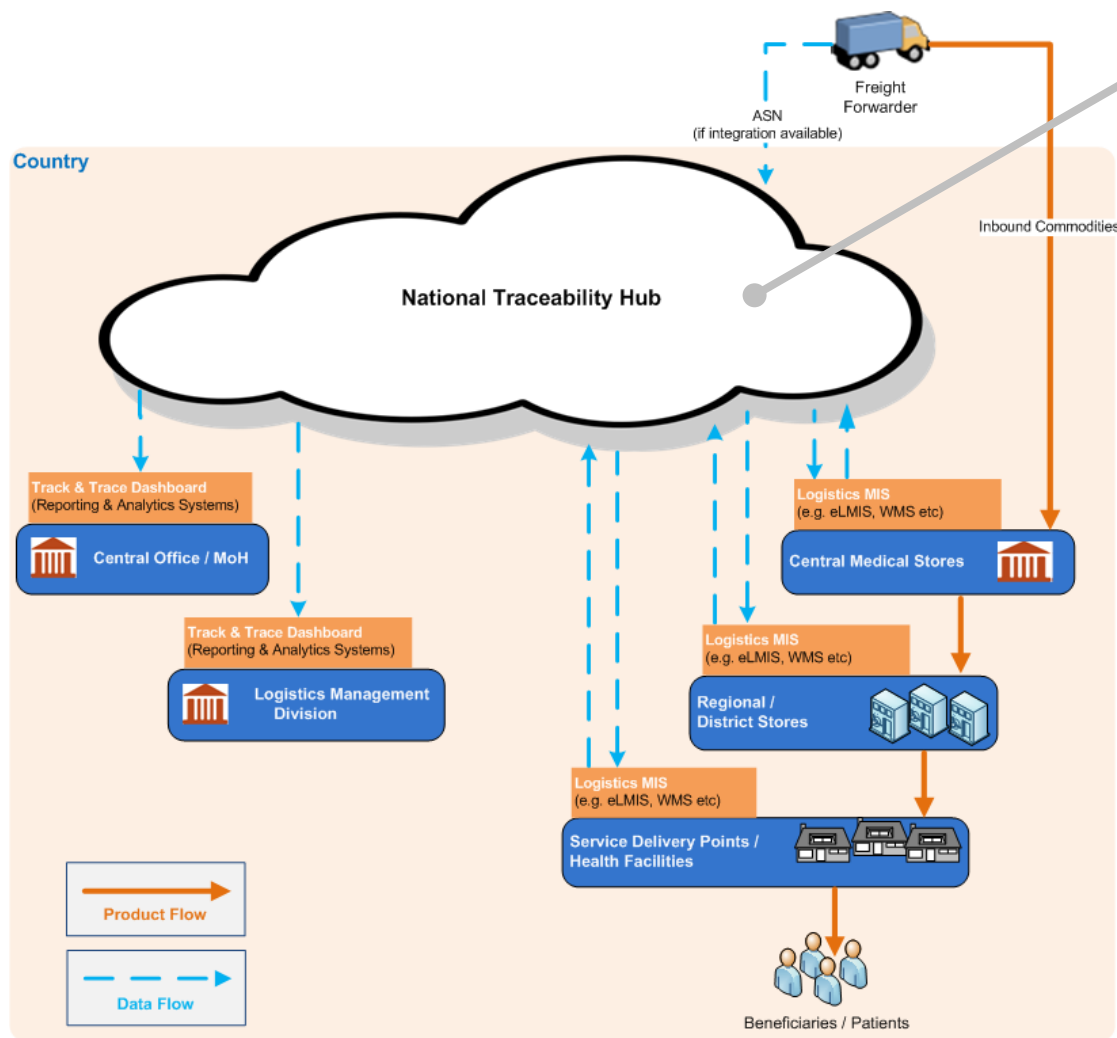 Freight
Forwarder
ASN
(if integration available)
Country
Inbound Commodities
National Traceability Hub
Track & Trace Dashboard
(Reporting & Analytics Systems)
Central Office / MoH
Logistics MIS
(e.g. eLMIS, WMS etc)
Central Medical Stores
Track & Trace Dashboard
(Reporting & Analytics Systems)
Logistics Management
Division
Logistics MIS
(e.g. eLMIS, WMS etc)
Regional /
District Stores
Logistics MIS
(e.g. eLMIS, WMS etc)
Service Delivery Points /
Health Facilities
Product Flow
Data Flow
Beneficiaries / Patients